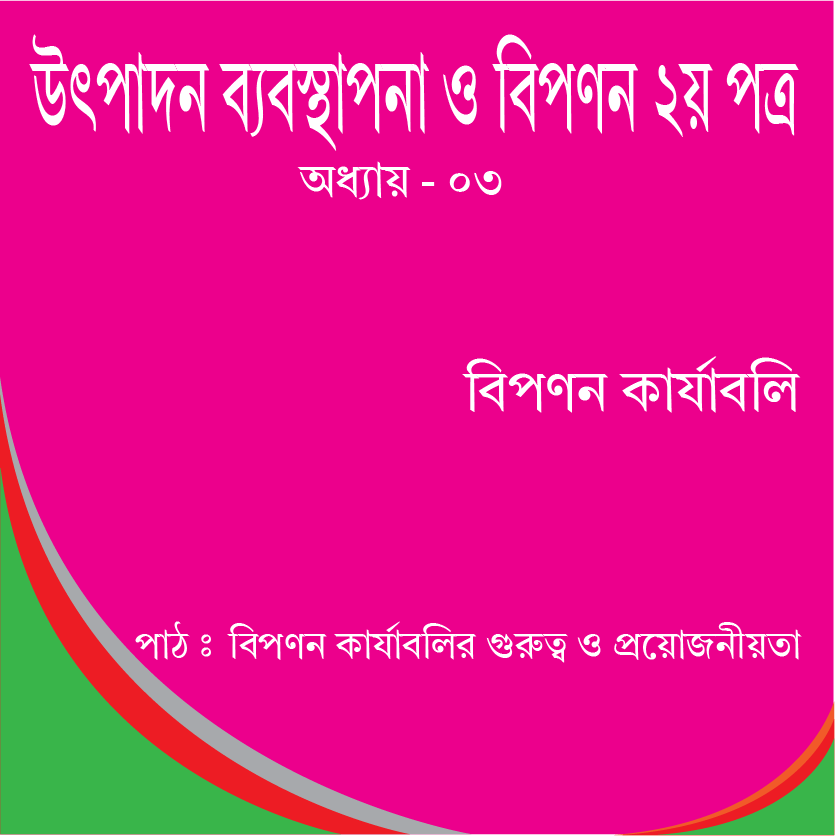 উৎপাদন ব্যবস্থাপনা ও বিপণন ২য় পত্র
অধ্যায় - ০৩
বিপণন কার্যাবলি
পাঠ ঃ বিপণন কার্যাবলির গুরুত্ব ও প্রয়োজনীয়তা